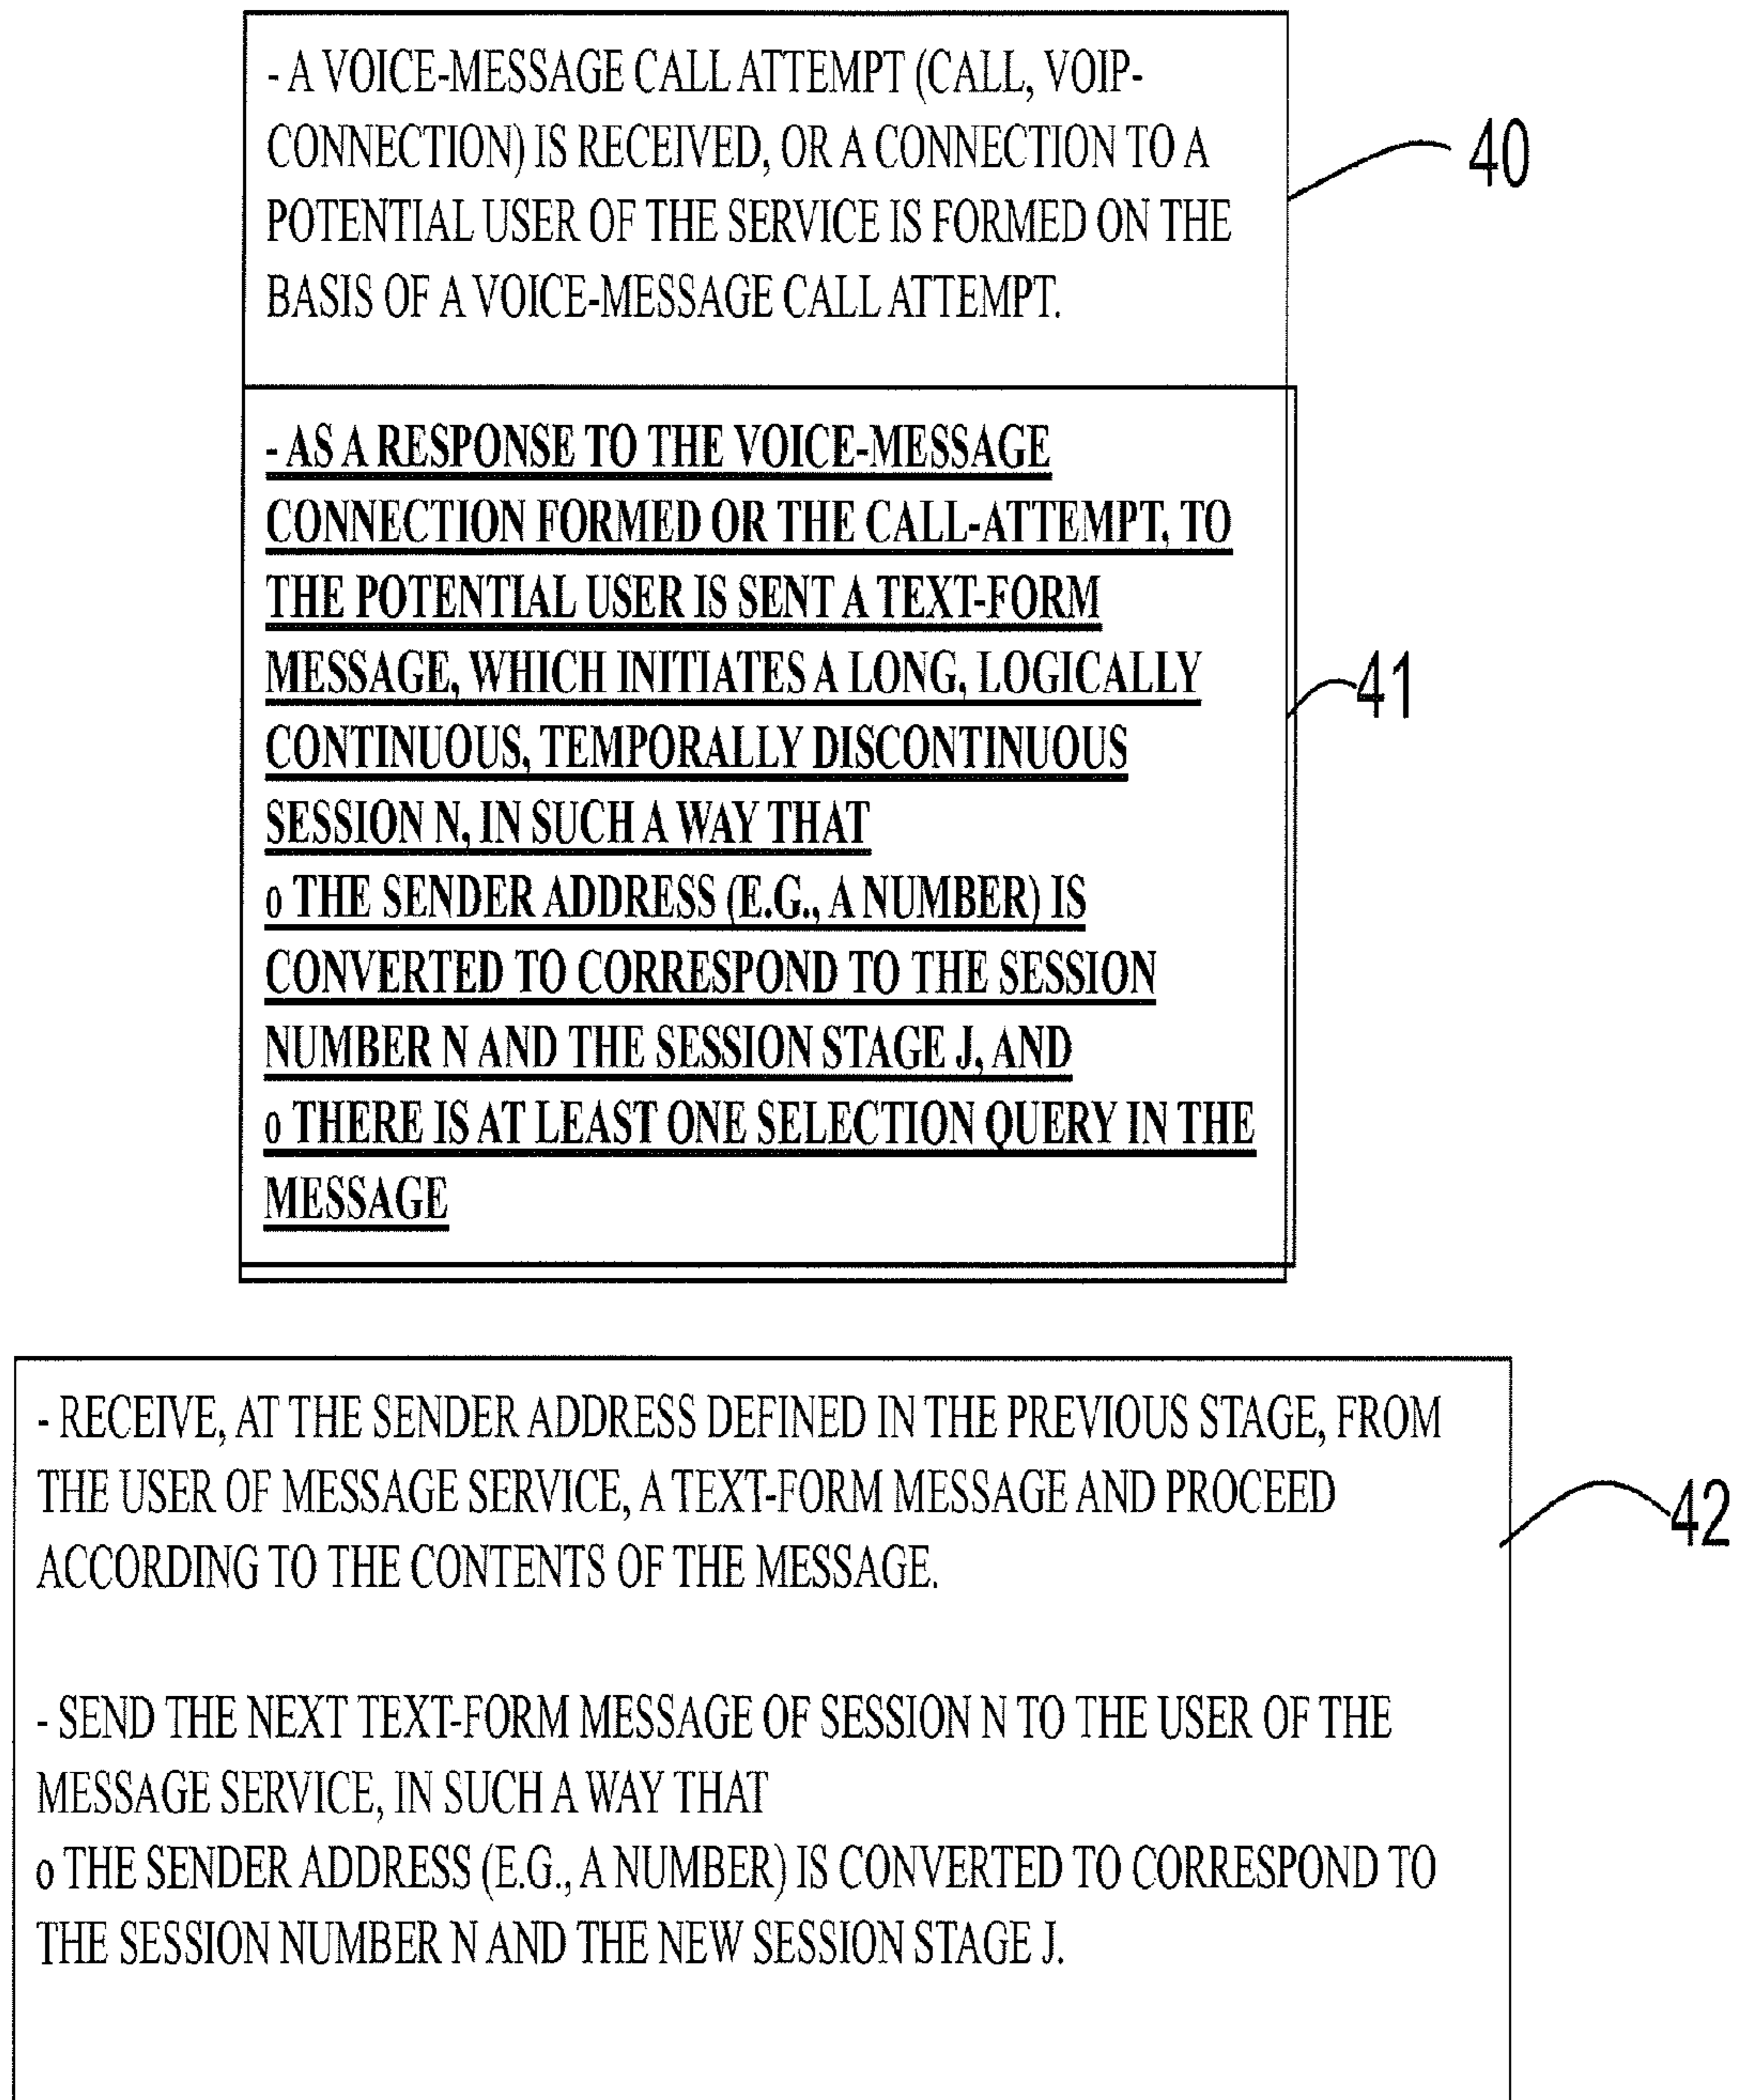 - A VOICE-MESSAGE CALL ATTEMPT (CALL, VOIP-
CONNECTION) IS RECEIVED, OR A CONNECTION TO A
POTENTIAL USER OF THE SERVICE IS FORMED ON THE
BASIS OF A VOICE-MESSAGE CALL ATTEMPT.
40
- AS A RESPONSE TO THE VOICE-MESSAGE
CONNECTION FORMED OR THE CALL-ATTEMPT, TO
THE POTENTIAL USER IS SENT A TEXT-FORM
MESSAGE, WHICH INITIATES A LONG, LOGICALLY
CONTINUOUS, TEMPORALLY DISCONTINUOUS
SESSION N, IN SUCH A WAY THAT
o THE SENDER ADDRESS (E.G., A NUMBER) IS
CONVERTED TO CORRESPOND TO THE SESSION
NUMBER N AND THE SESSION STAGE J, AND
o THERE IS AT LEAST ONE SELECTION QUERY IN THE
MESSAGE
41
- RECEIVE, AT THE SENDER ADDRESS DEFINED IN THE PREVIOUS STAGE, FROM
THE USER OF MESSAGE SERVICE, A TEXT-FORM MESSAGE AND PROCEED
ACCORDING TO THE CONTENTS OF THE MESSAGE.
- SEND THE NEXT TEXT-FORM MESSAGE OF SESSION N TO THE USER OF THE
MESSAGE SERVICE, IN SUCH A WAY THAT
o THE SENDER ADDRESS (E.G., A NUMBER) IS CONVERTED TO CORRESPOND TO
THE SESSION NUMBER N AND THE NEW SESSION STAGE J.
42